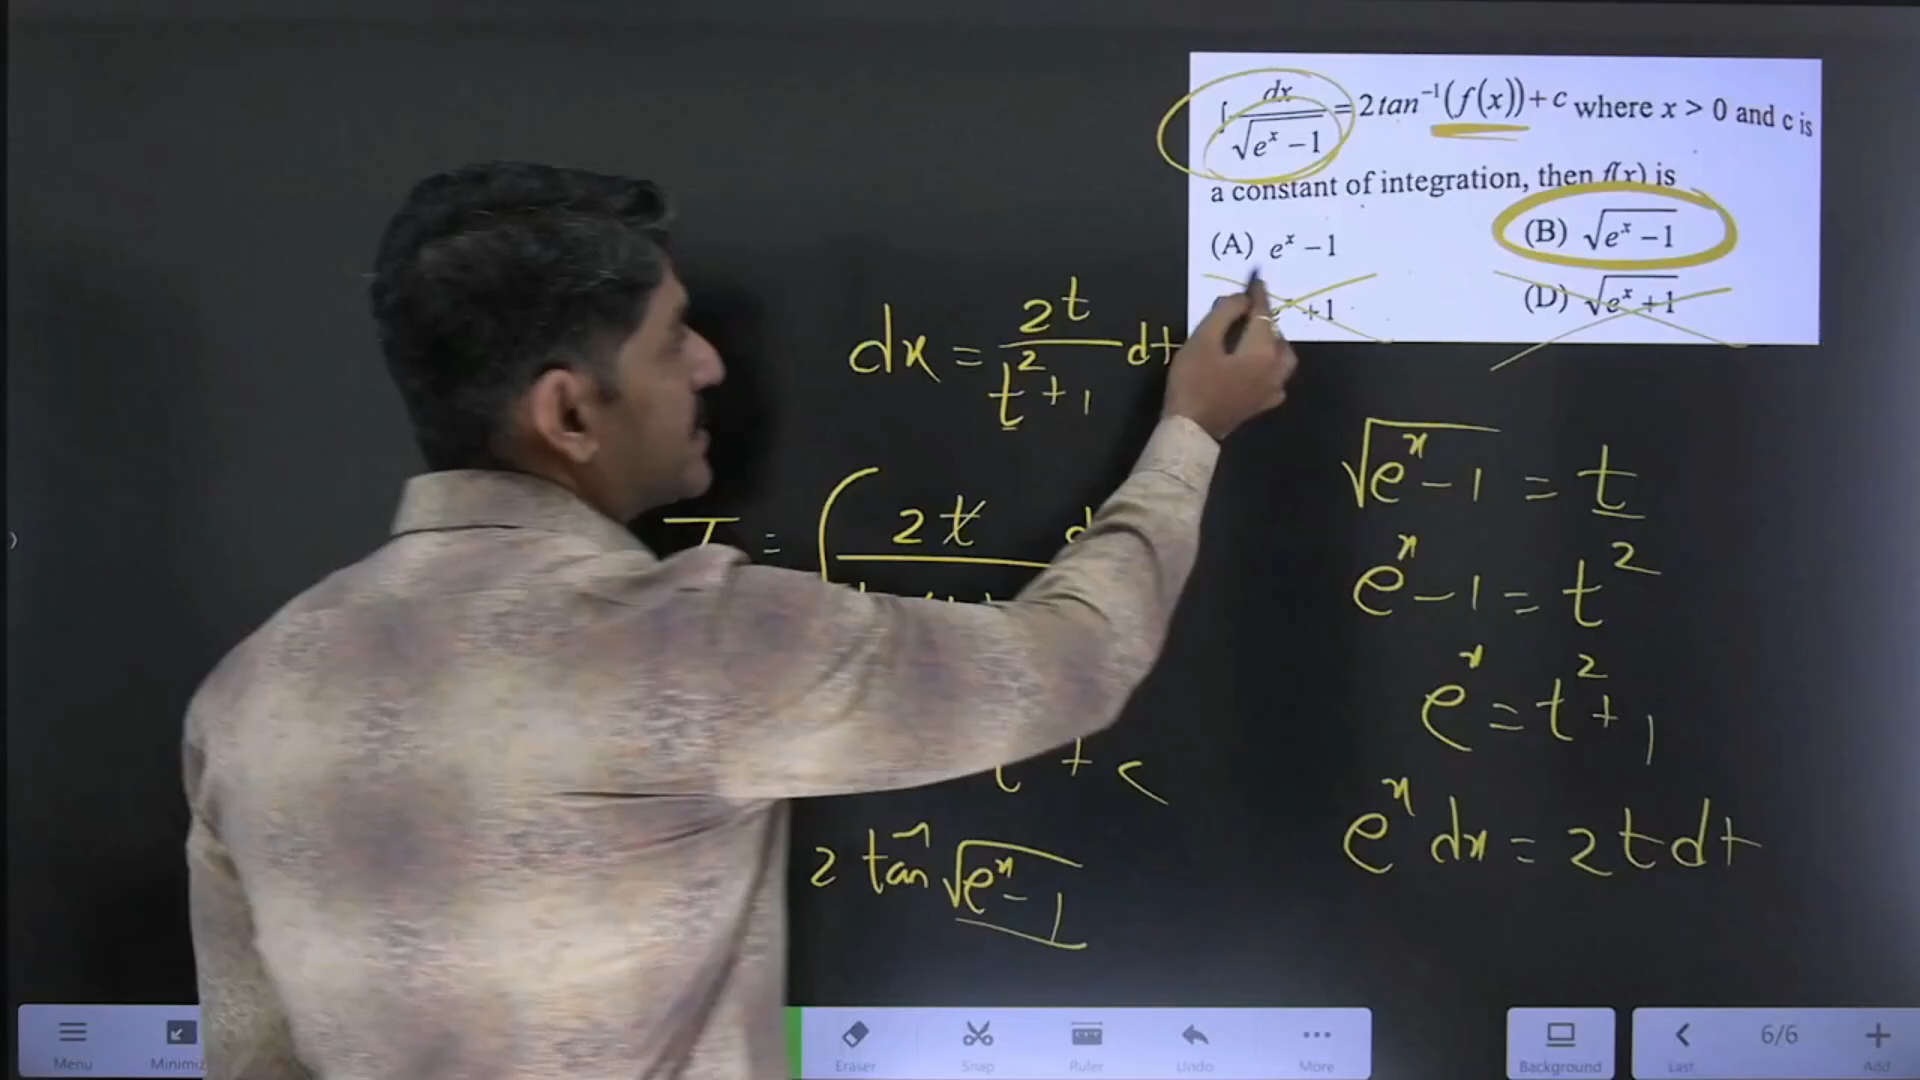 ∫ dx/√(eˣ − 1) = 2tan⁻¹(f(x)) + c where x > 0 and c is
a constant of integration, then f(x) is
(A) eˣ − 1 (B) √(eˣ − 1)
eˣ + 1 (D) √(eˣ + 1)
dx = 2t/(t² + 1) dt
I = ∫ 2t
t + c
2 tan⁻¹ √(eˣ − 1)
√(eˣ − 1) = t
eˣ − 1 = t²
eˣ = t² + 1
eˣ dx = 2t dt
Menu
Eraser
Snap
Ruler
Undo
More
Background
Last
6/6
Add